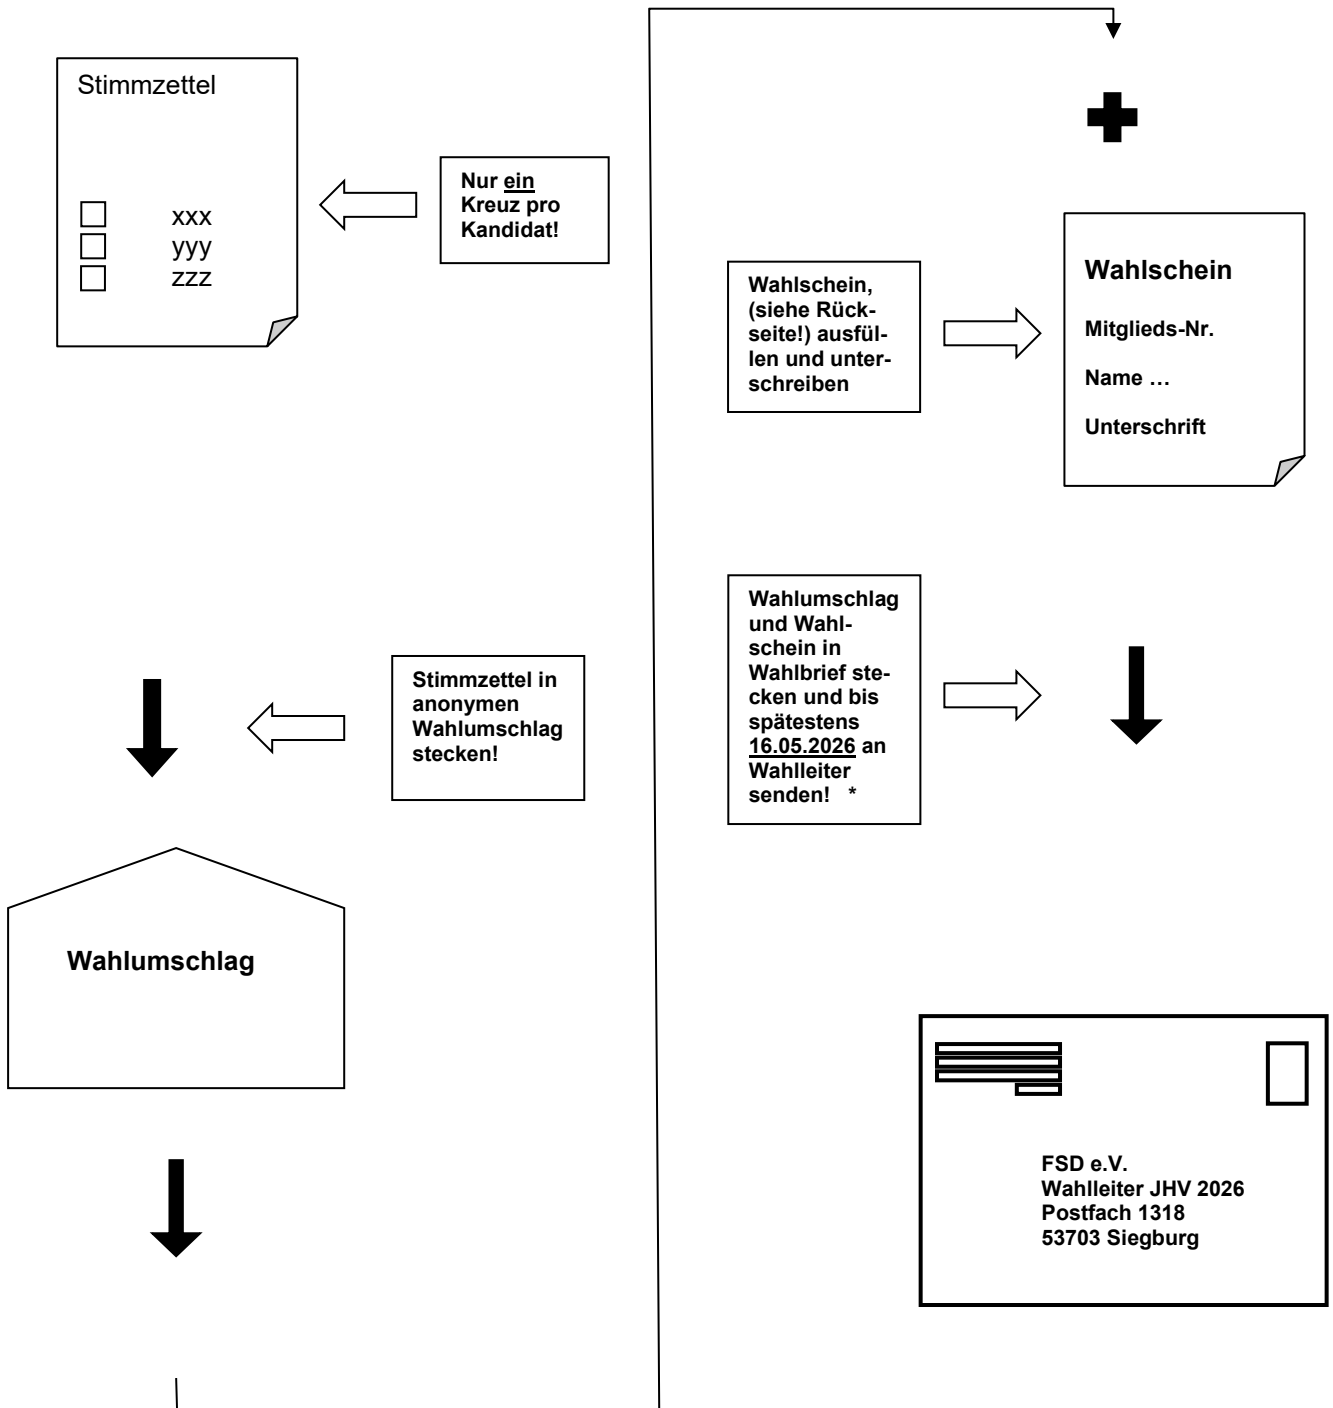 Stimmzettel
xxx
yyy
zzz
Nur ein
Kreuz pro
Kandidat!
Stimmzettel in
anonymen
Wahlumschlag
stecken!
Wahlumschlag
Wahlschein,
(siehe Rück-
seite!) ausfül-
len und unter-
schreiben
Wahlschein
Mitglieds-Nr.
Name …
Unterschrift
Wahlumschlag
und Wahl-
schein in
Wahlbrief ste-
cken und bis
spätestens
16.05.2026 an
Wahlleiter
senden! *
FSD e.V.
Wahlleiter JHV 2026
Postfach 1318
53703 Siegburg